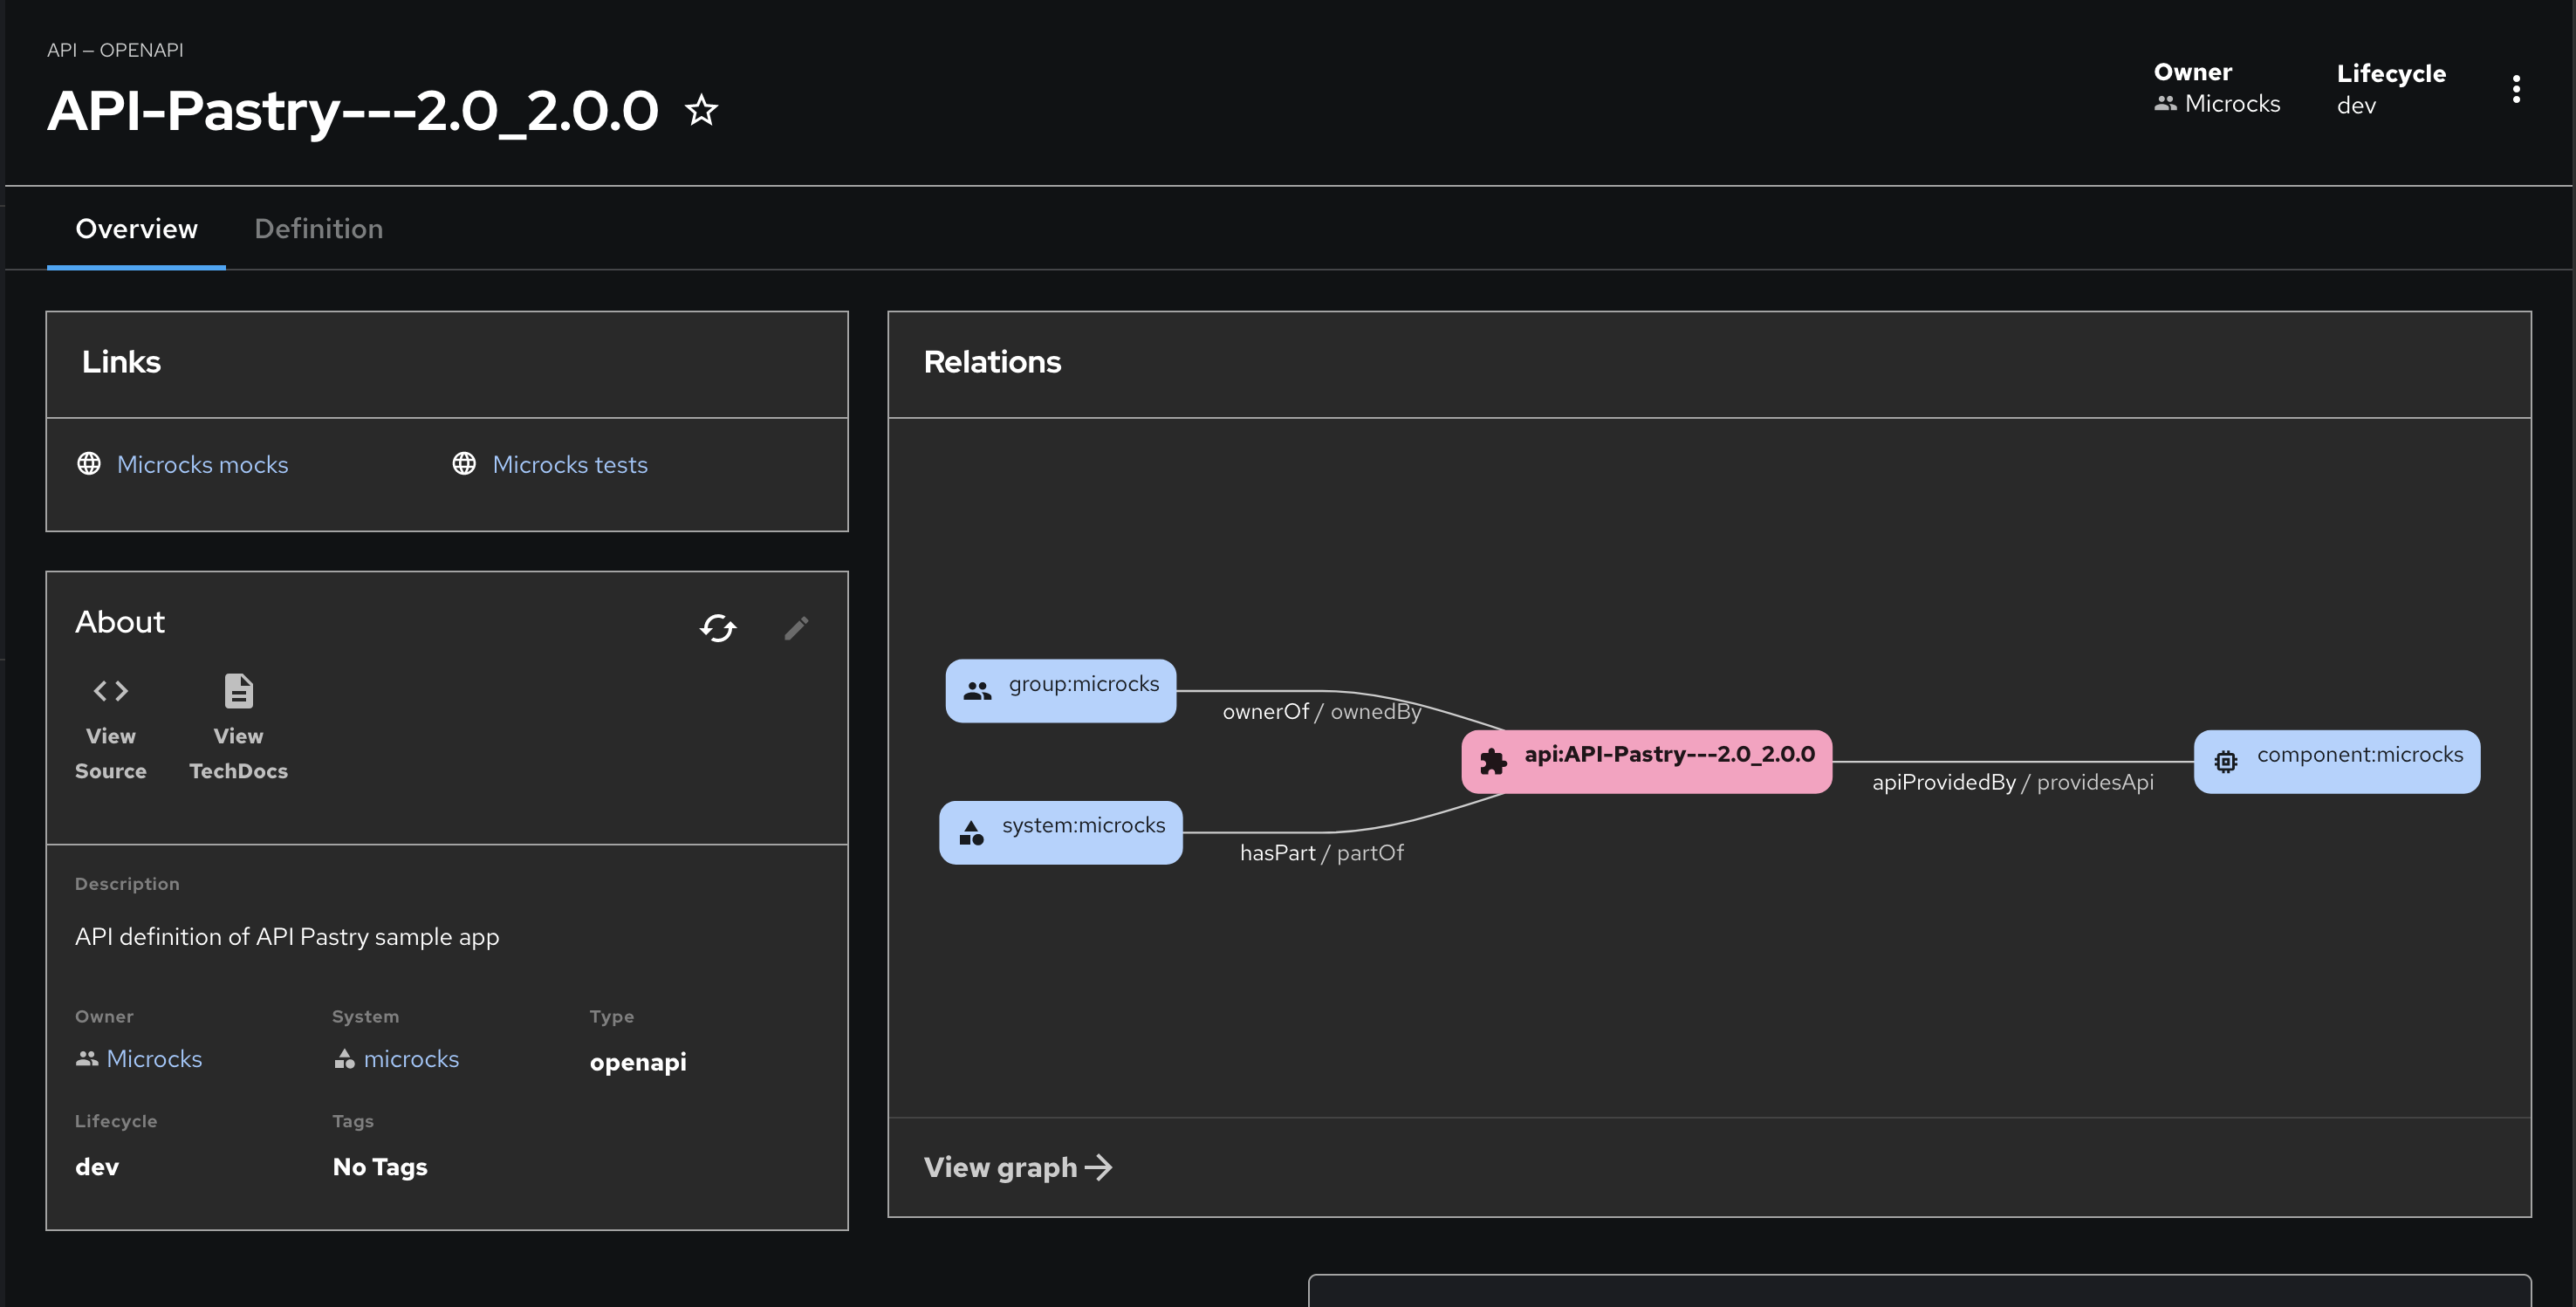 API — OPENAPI
API-Pastry---2.0_2.0.0
Owner
Microcks
Lifecycle
dev
Overview
Definition
Links
Microcks mocks
Microcks tests
About
View
Source
View
TechDocs
Description
API definition of API Pastry sample app
Owner
Microcks
System
microcks
Type
openapi
Lifecycle
dev
Tags
No Tags
Relations
group:microcks
ownerOf / ownedBy
api:API-Pastry---2.0_2.0.0
apiProvidedBy / providesApi
component:microcks
system:microcks
hasPart / partOf
View graph